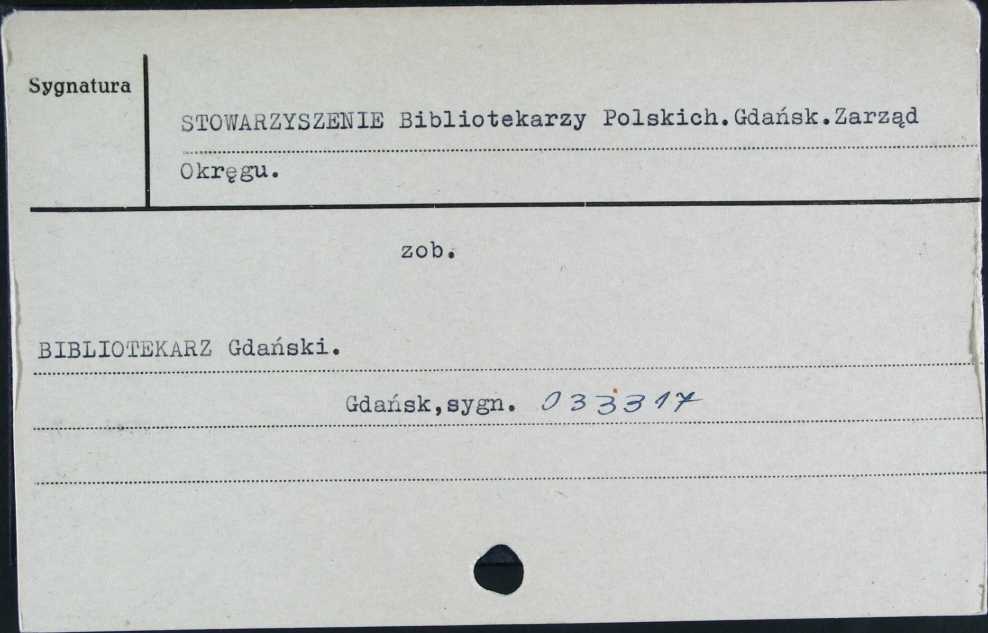 Sygnatura
STOWARZYSZENIE Bibliotekarzy Polskich.Gdańsk.Zarząd
Okręgu.
zob.
BIBLIOTEKARZ Gdański.
Gdańsk,sygn. 033317